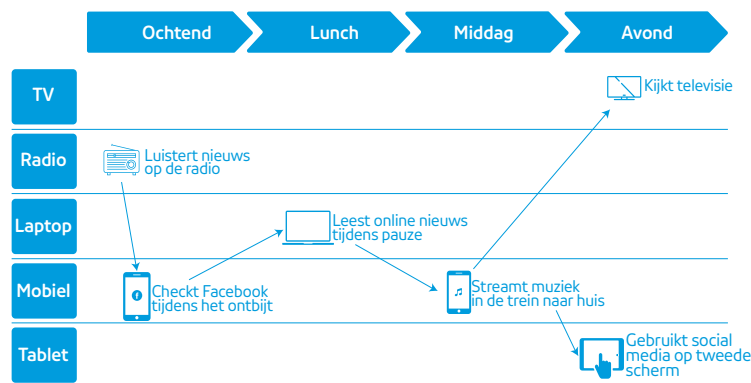 Ochtend
Lunch
Middag
Avond
TV
Kijkt televisie
Radio
Luistert nieuws
op de radio
Laptop
Leest online nieuws
tijdens pauze
Mobiel
Checkt Facebook
tijdens het ontbijt
Streamt muziek
in de trein naar huis
Tablet
Gebruikt social
media op tweede
scherm